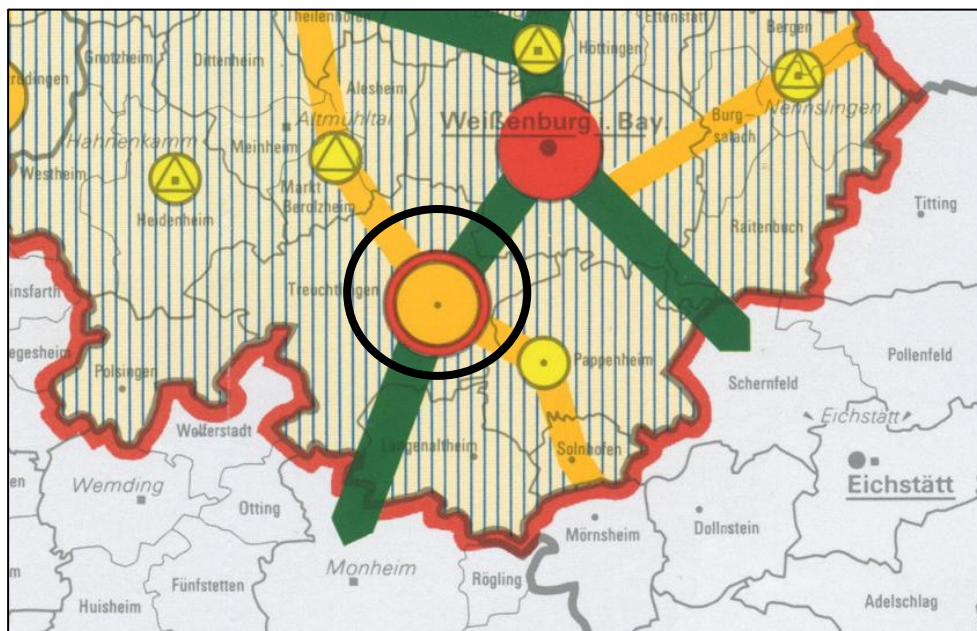 Theilenhofen
Ettenstatt
Bergen
Gnotzheim
Dittenheim
Höttingen
Alesheim
Nennslingen
Weißenburg i. Bay.
Burg-
salach
Altmühltal
Hahnenkamm
Meinheim
Westheim
Markt
Berolzheim
Titting
Heidenheim
Raitenbuch
Treuchtlingen
Pappenheim
Pollenfeld
Polsingen
Schernfeld
Eichstätt
Wolferstadt
Langenaltheim
Solnhofen
Wemding
Eichstätt
Otting
Mörnsheim
Dollnstein
Monheim
Rögling
Fünfstetten
Huisheim
Adelschlag